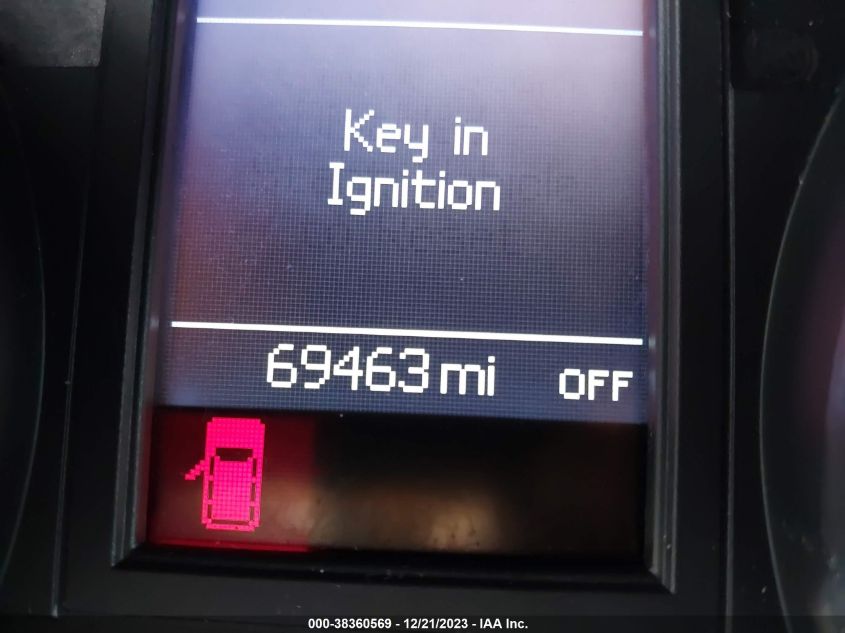 Key in
Ignition
69463 mi OFF
000-38360569 - 12/21/2023 - IAA Inc.